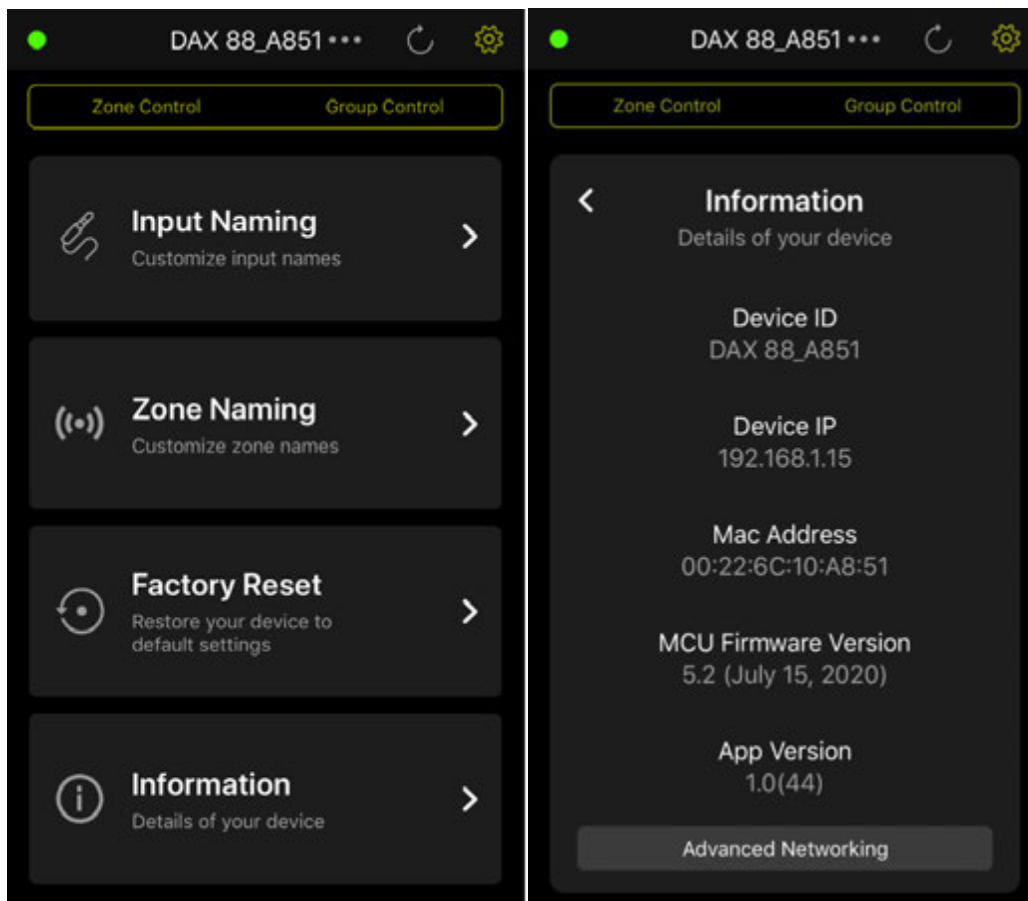 DAX 88_A851 •••
Zone Control Group Control
Input Naming
Customize input names
Zone Naming
Customize zone names
Factory Reset
Restore your device to
default settings
Information
Details of your device
DAX 88_A851 •••
Zone Control Group Control
Information
Details of your device
Device ID
DAX 88_A851
Device IP
192.168.1.15
Mac Address
00:22:6C:10:A8:51
MCU Firmware Version
5.2 (July 15, 2020)
App Version
1.0(44)
Advanced Networking